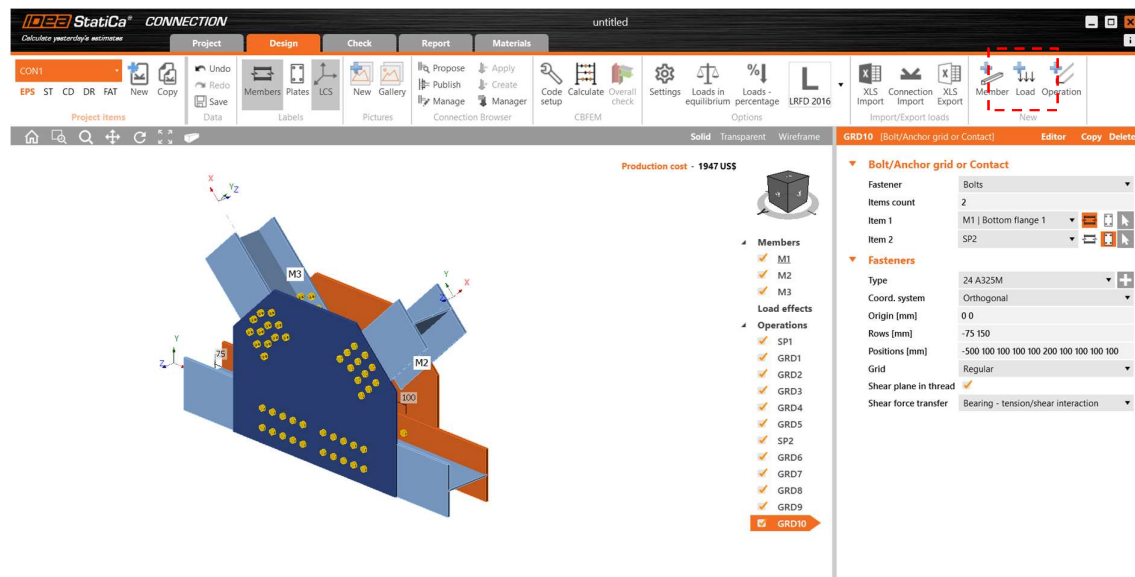 IDEA StatiCa® CONNECTION
untitled
Calculate yesterday's estimates
Project Design Check Report Materials
CON1
EPS ST CD DR FAT New Copy
Project items
Undo
Redo
Save
Data
Members Plates LCS
Labels
New Gallery
Pictures
Propose Apply
Publish Create
Manage Manager
Connection Browser
Code setup Calculate Overall check
CBFEM
Settings Loads in equilibrium Loads - percentage LRFD 2016
Options
XLS Import Connection Import XLS Export
Import/Export loads
Member Load Operation
New
Solid Transparent Wireframe
GRD10 [Bolt/Anchor grid or Contact] Editor Copy Delete
Production cost - 1947 US$
X
Y
Z
M3
Y
X
Z
Y
Z
75
M2
100
Members
M1
M2
M3
Load effects
Operations
SP1
GRD1
GRD2
GRD3
GRD4
GRD5
SP2
GRD6
GRD7
GRD8
GRD9
GRD10
Bolt/Anchor grid or Contact
Fastener Bolts
Items count 2
Item 1 M1 | Bottom flange 1
Item 2 SP2
Fasteners
Type 24 A325M
Coord. system Orthogonal
Origin [mm] 0 0
Rows [mm] -75 150
Positions [mm] -500 100 100 100 100 200 100 100 100 100
Grid Regular
Shear plane in thread
Shear force transfer Bearing - tension/shear interaction